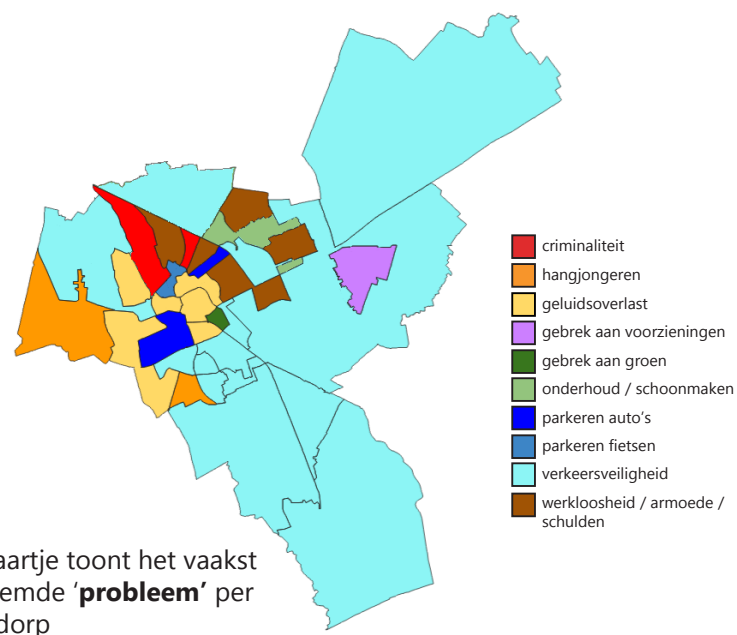 criminaliteit
hangjongeren
geluidsoverlast
gebrek aan voorzieningen
gebrek aan groen
onderhoud / schoonmaken
parkeren auto’s
parkeren fietsen
verkeersveiligheid
werkloosheid / armoede /
schulden
aartje toont het vaakst
emde ‘probleem’ per
dorp